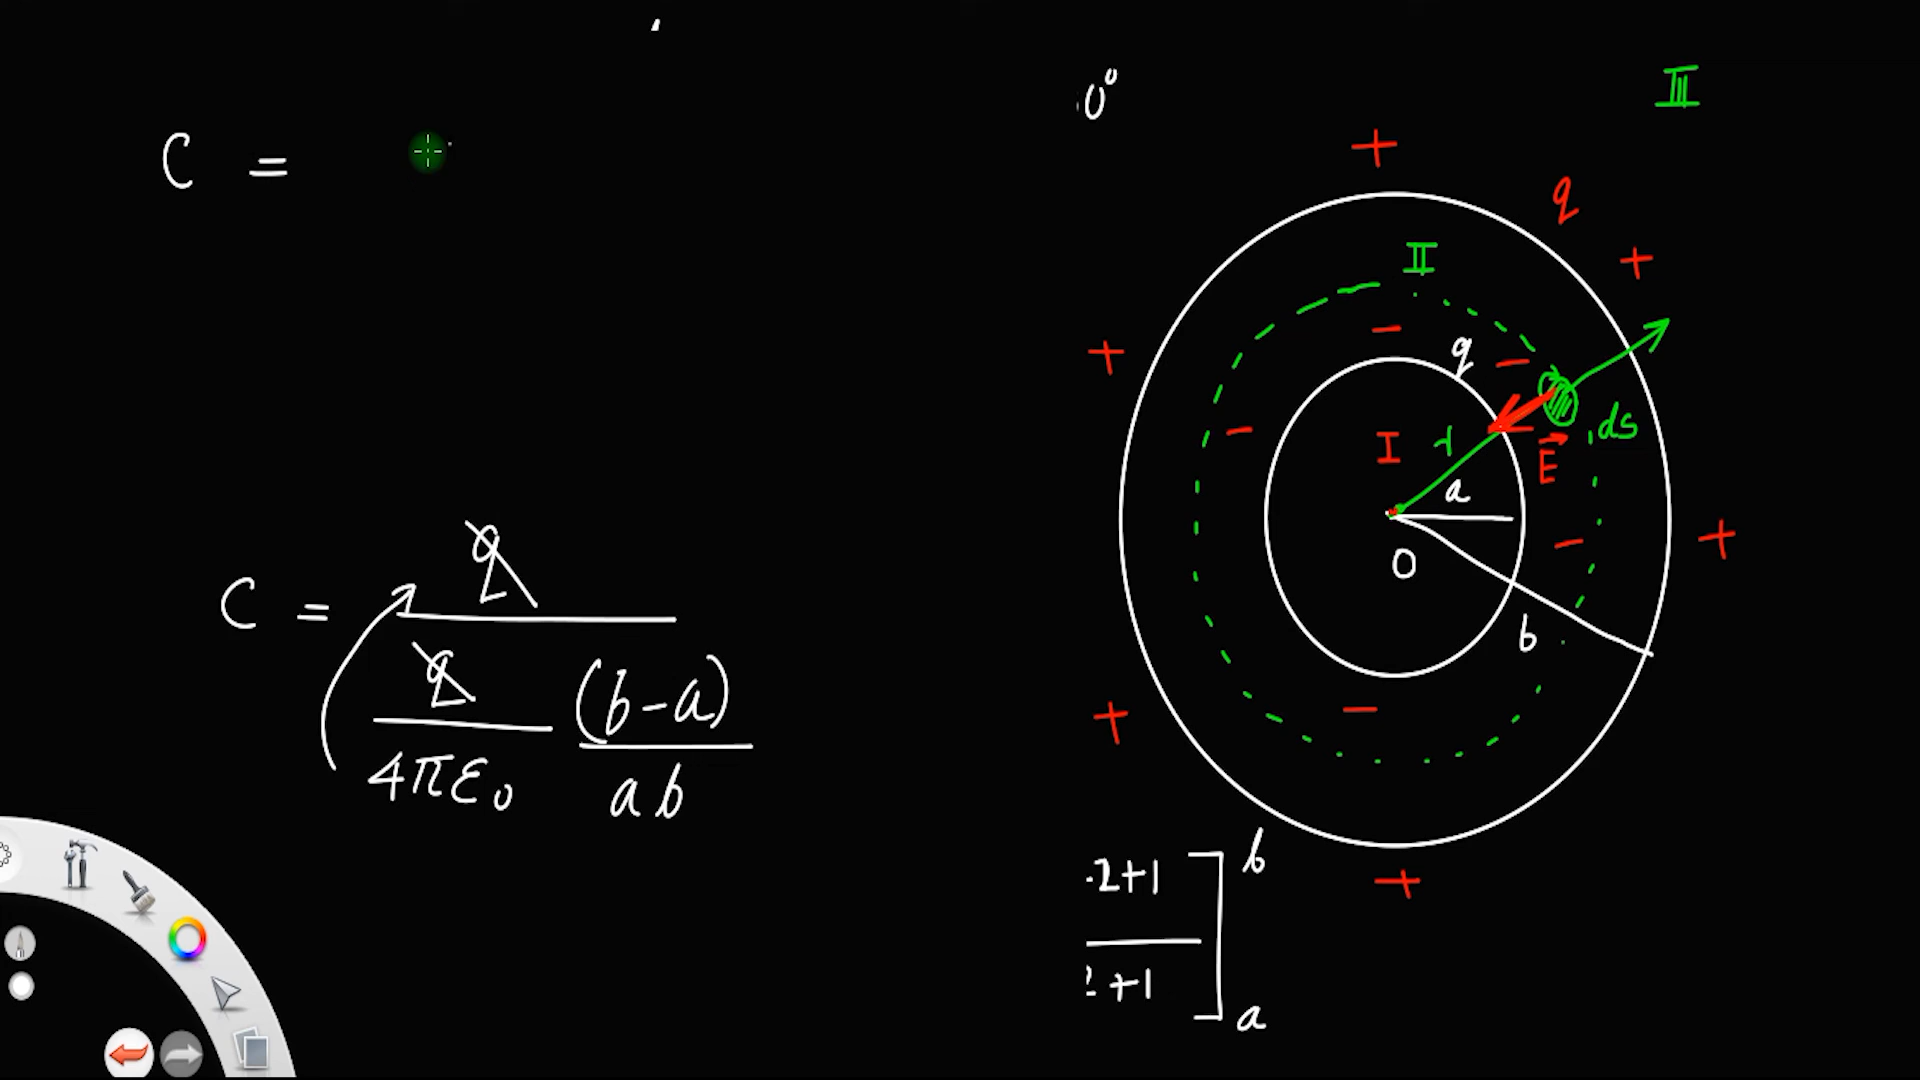 C =
C = q
q (b-a)
4πε₀ ab
0°
III
+
q
+
II
-
q
-
+
ds
-
I
r
E
a
-
+
O
b
+
-
+
-2+1
b
2+1
a